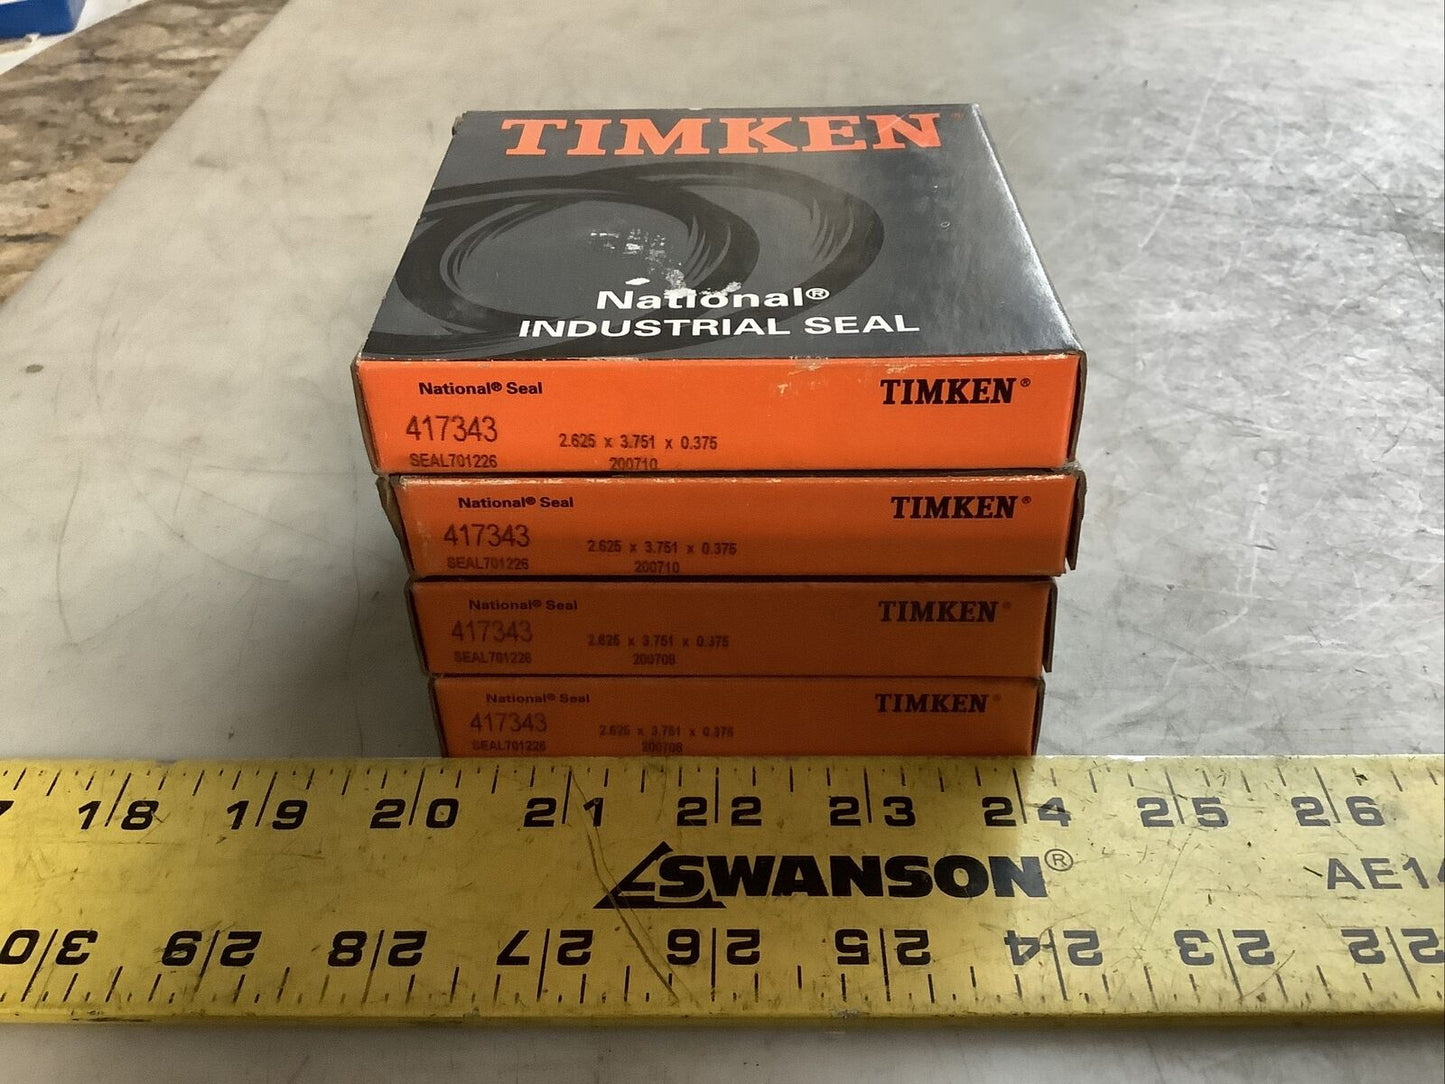 TIMKEN
National®
INDUSTRIAL SEAL
National® Seal TIMKEN®
417343 2.625 x 3.751 x 0.375
SEAL701226 200710
National® Seal TIMKEN®
417343 2.625 x 3.751 x 0.375
SEAL701226 200710
National® Seal TIMKEN®
417343 2.625 x 3.751 x 0.375
SEAL701226 200708
National® Seal TIMKEN®
417343 2.625 x 3.751 x 0.375
SEAL701226 200708
18 19 20 21 22 23 24 25 26
SWANSON® AE14
30 29 28 27 26 25 24 23 22